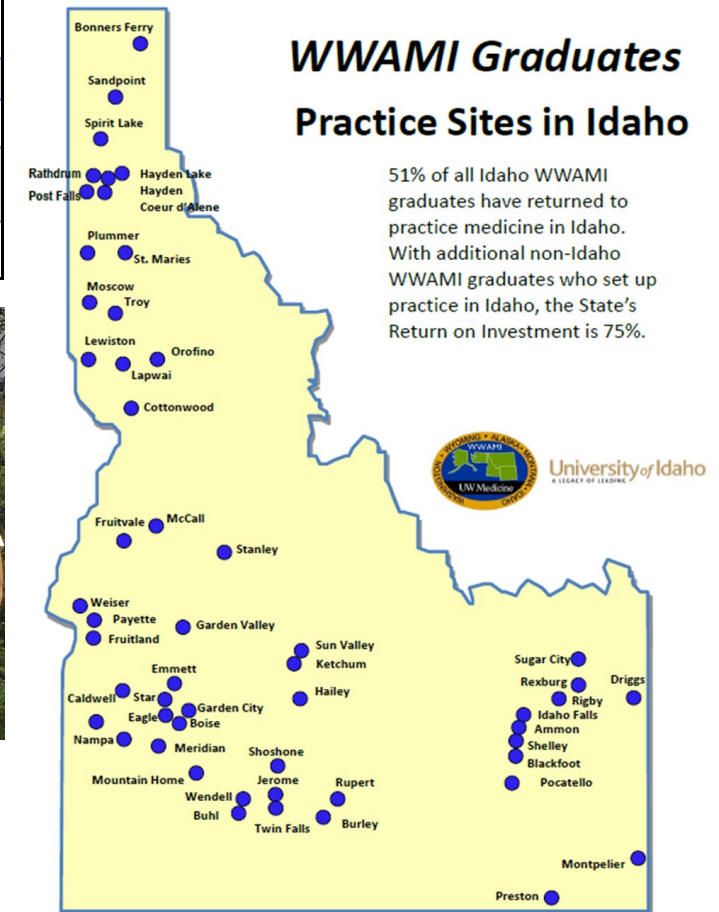 WWAMI Graduates
Practice Sites in Idaho
51% of all Idaho WWAMI
graduates have returned to
practice medicine in Idaho.
With additional non-Idaho
WWAMI graduates who set up
practice in Idaho, the State's
Return on Investment is 75%.
WYOMING • ALASKA • MONTANA • IDAHO
WASHINGTON
WWAMI
UW Medicine
University of Idaho
A LEGACY OF LEADING
Bonners Ferry
Sandpoint
Spirit Lake
Rathdrum
Hayden Lake
Post Falls
Hayden
Coeur d'Alene
Plummer
St. Maries
Moscow
Troy
Lewiston
Orofino
Lapwai
Cottonwood
Fruitvale
McCall
Stanley
Weiser
Payette
Garden Valley
Fruitland
Sun Valley
Ketchum
Sugar City
Emmett
Rexburg
Driggs
Caldwell
Star
Hailey
Rigby
Garden City
Eagle
Idaho Falls
Boise
Ammon
Nampa
Meridian
Shelley
Shoshone
Blackfoot
Mountain Home
Jerome
Rupert
Pocatello
Wendell
Buhl
Twin Falls
Burley
Montpelier
Preston